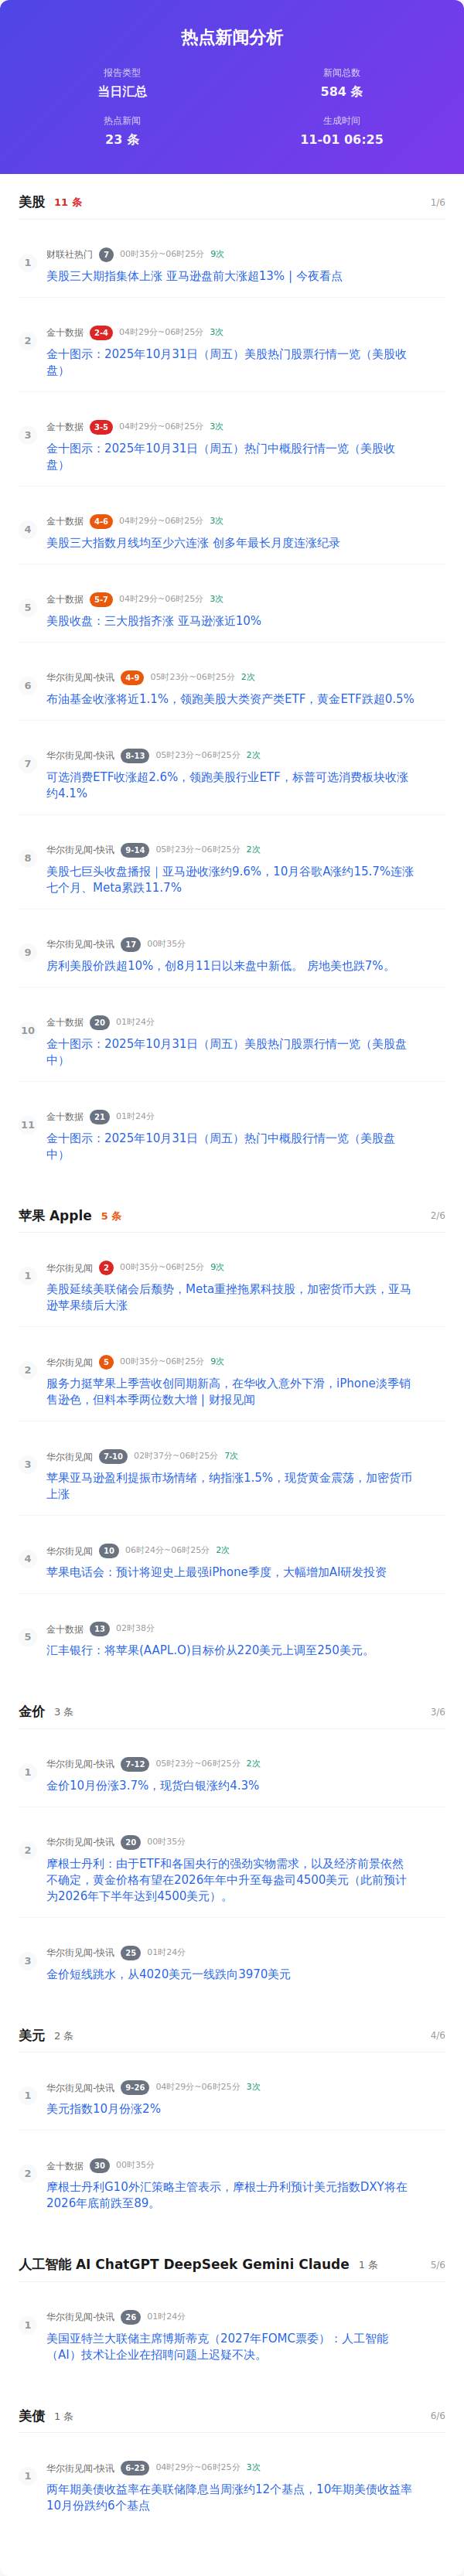 热点新闻分析
报告类型
新闻总数
当日汇总
584 条
热点新闻
生成时间
23 条
11-01 06:25
美股 11 条 1/6
1
财联社热门 7 00时35分~06时25分 9次
美股三大期指集体上涨 亚马逊盘前大涨超13% | 今夜看点
2
金十数据 2-4 04时29分~06时25分 3次
金十图示：2025年10月31日（周五）美股热门股票行情一览（美股收
盘）
3
金十数据 3-5 04时29分~06时25分 3次
金十图示：2025年10月31日（周五）热门中概股行情一览（美股收
盘）
4
金十数据 4-6 04时29分~06时25分 3次
美股三大指数月线均至少六连涨 创多年最长月度连涨纪录
5
金十数据 5-7 04时29分~06时25分 3次
美股收盘：三大股指齐涨 亚马逊涨近10%
6
华尔街见闻-快讯 4-9 05时23分~06时25分 2次
布油基金收涨将近1.1%，领跑美股大类资产类ETF，黄金ETF跌超0.5%
7
华尔街见闻-快讯 8-13 05时23分~06时25分 2次
可选消费ETF收涨超2.6%，领跑美股行业ETF，标普可选消费板块收涨
约4.1%
8
华尔街见闻-快讯 9-14 05时23分~06时25分 2次
美股七巨头收盘播报｜亚马逊收涨约9.6%，10月谷歌A涨约15.7%连涨
七个月、Meta累跌11.7%
9
华尔街见闻-快讯 17 00时35分
房利美股价跌超10%，创8月11日以来盘中新低。 房地美也跌7%。
10
金十数据 20 01时24分
金十图示：2025年10月31日（周五）美股热门股票行情一览（美股盘
中）
11
金十数据 21 01时24分
金十图示：2025年10月31日（周五）热门中概股行情一览（美股盘
中）
苹果 Apple 5 条 2/6
1
华尔街见闻 2 00时35分~06时25分 9次
美股延续美联储会后颓势，Meta重挫拖累科技股，加密货币大跌，亚马
逊苹果绩后大涨
2
华尔街见闻 5 00时35分~06时25分 9次
服务力挺苹果上季营收创同期新高，在华收入意外下滑，iPhone淡季销
售逊色，但料本季两位数大增 | 财报见闻
3
华尔街见闻 7-10 02时37分~06时25分 7次
苹果亚马逊盈利提振市场情绪，纳指涨1.5%，现货黄金震荡，加密货币
上涨
4
华尔街见闻 10 06时24分~06时25分 2次
苹果电话会：预计将迎史上最强iPhone季度，大幅增加AI研发投资
5
金十数据 13 02时38分
汇丰银行：将苹果(AAPL.O)目标价从220美元上调至250美元。
金价 3 条 3/6
1
华尔街见闻-快讯 7-12 05时23分~06时25分 2次
金价10月份涨3.7%，现货白银涨约4.3%
2
华尔街见闻-快讯 20 00时35分
摩根士丹利：由于ETF和各国央行的强劲实物需求，以及经济前景依然
不确定，黄金价格有望在2026年年中升至每盎司4500美元（此前预计
为2026年下半年达到4500美元）。
3
华尔街见闻-快讯 25 01时24分
金价短线跳水，从4020美元一线跌向3970美元
美元 2 条 4/6
1
华尔街见闻-快讯 9-26 04时29分~06时25分 3次
美元指数10月份涨2%
2
金十数据 30 00时35分
摩根士丹利G10外汇策略主管表示，摩根士丹利预计美元指数DXY将在
2026年底前跌至89。
人工智能 AI ChatGPT DeepSeek Gemini Claude 1 条 5/6
1
华尔街见闻-快讯 26 01时24分
美国亚特兰大联储主席博斯蒂克（2027年FOMC票委）：人工智能
（AI）技术让企业在招聘问题上迟疑不决。
美债 1 条 6/6
1
华尔街见闻-快讯 6-23 04时29分~06时25分 3次
两年期美债收益率在美联储降息当周涨约12个基点，10年期美债收益率
10月份跌约6个基点